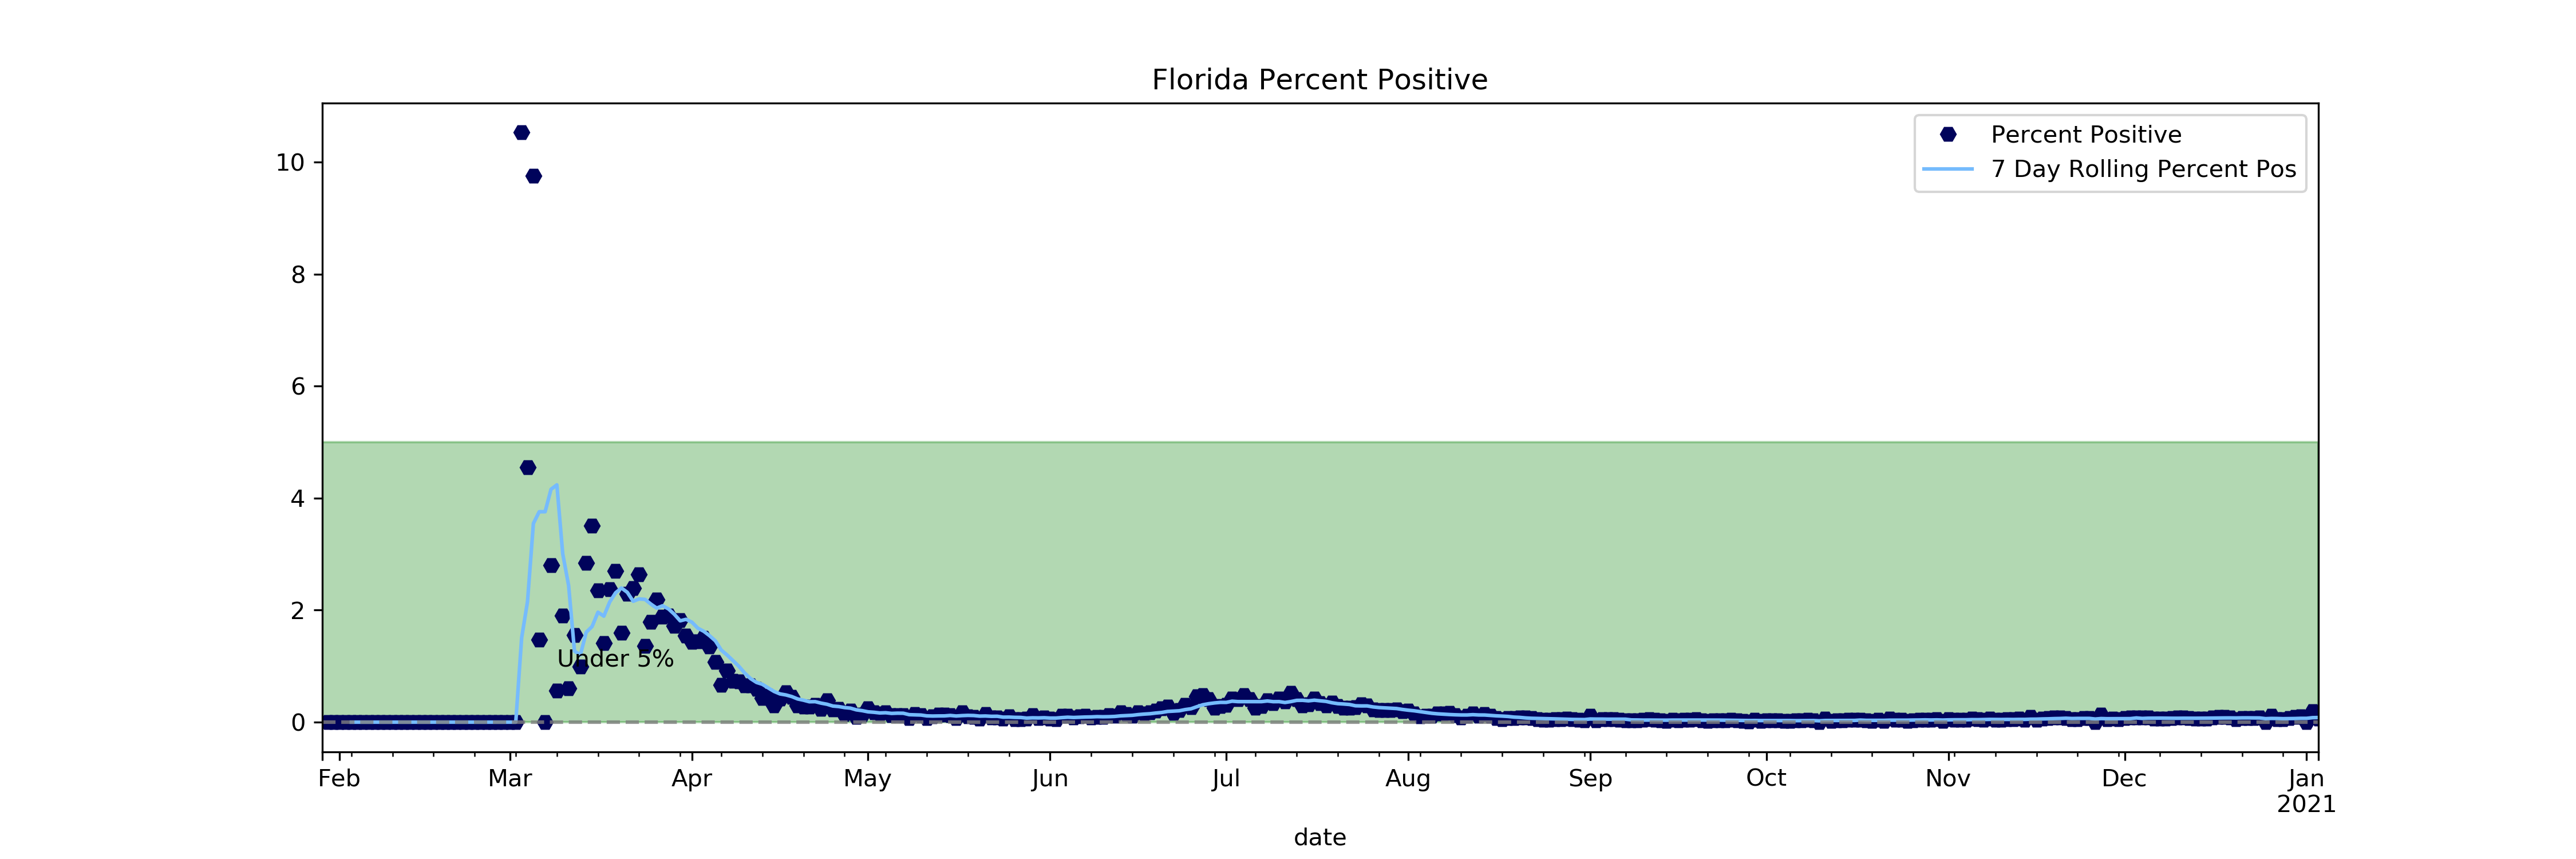 Florida Percent Positive
Percent Positive
7 Day Rolling Percent Pos
10
8
6
4
2
0
Under 5%
Feb Mar Apr May Jun Jul Aug Sep Oct Nov Dec Jan
2021
date